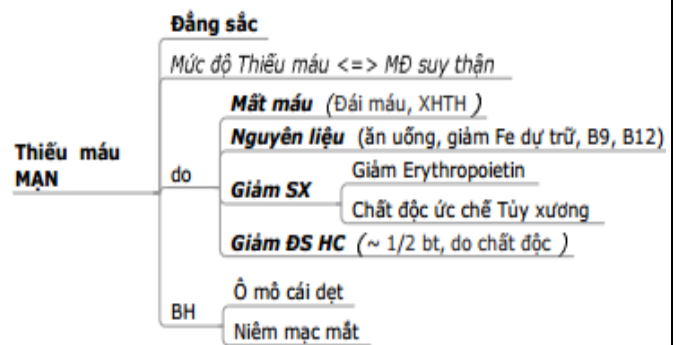 Đẳng sắc
Mức độ Thiếu máu <=> MĐ suy thận
Mất máu (Đái máu, XHTH )
Nguyên liệu (ăn uống, giảm Fe dự trữ, B9, B12)
Thiếu máu
MẠN
do
Giảm SX
Giảm Erythropoietin
Chất độc ức chế Tủy xương
Giảm ĐS HC (~ 1/2 bt, do chất độc )
BH
Ô mô cái dẹt
Niêm mạc mắt